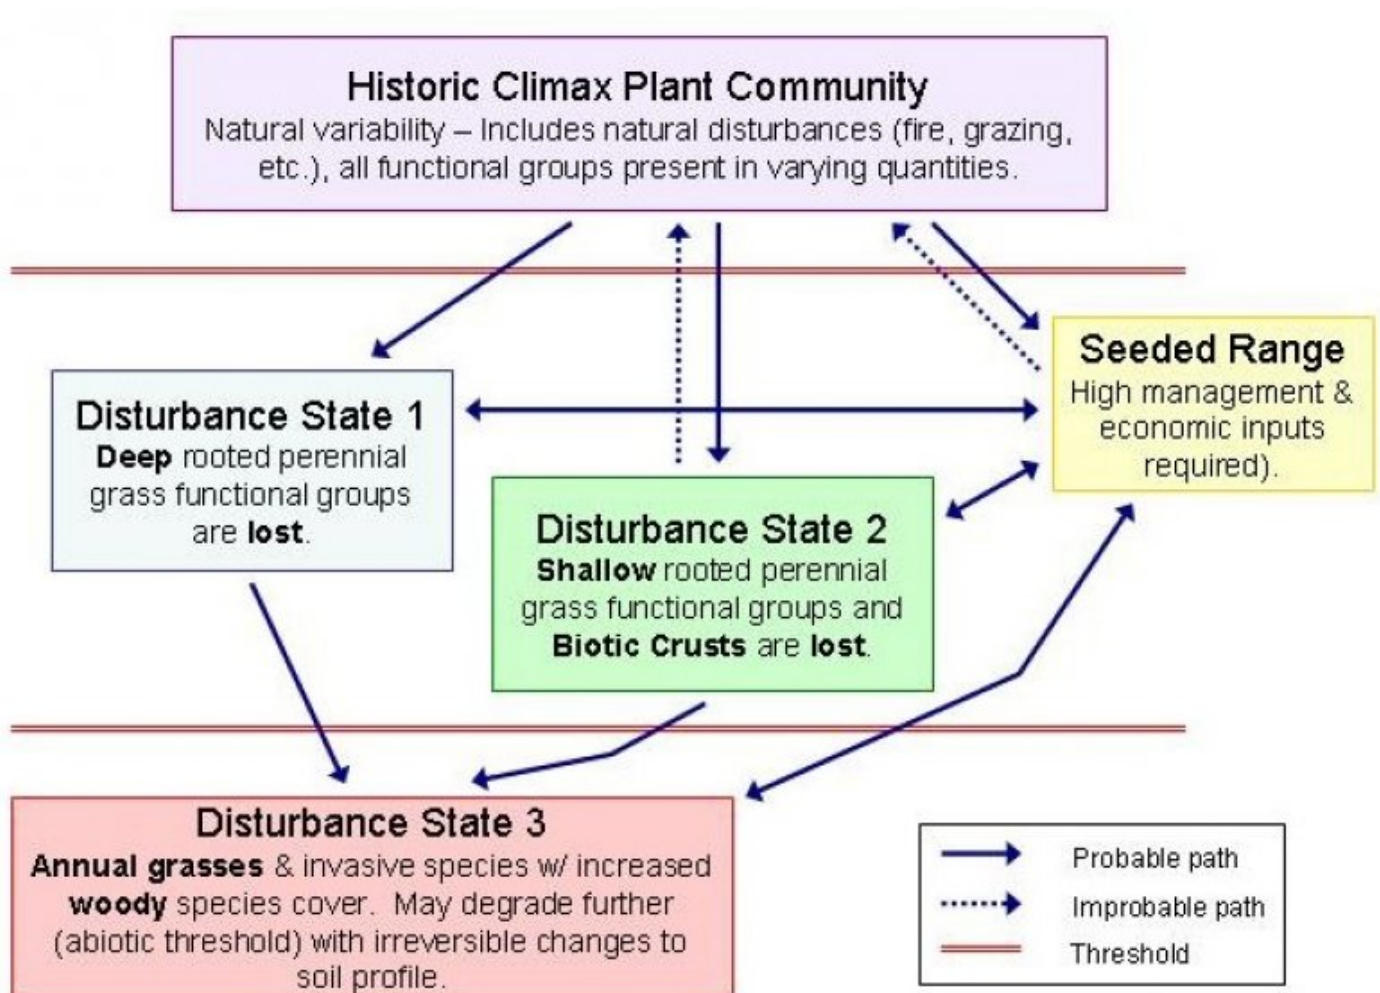 Historic Climax Plant Community
Natural variability – Includes natural disturbances (fire, grazing,
etc.), all functional groups present in varying quantities.
Seeded Range
High management &
economic inputs
required).
Disturbance State 1
Deep rooted perennial
grass functional groups
are lost.
Disturbance State 2
Shallow rooted perennial
grass functional groups and
Biotic Crusts are lost.
Disturbance State 3
Annual grasses & invasive species w/ increased
woody species cover.  May degrade further
(abiotic threshold) with irreversible changes to
soil profile.
Probable path
Improbable path
Threshold